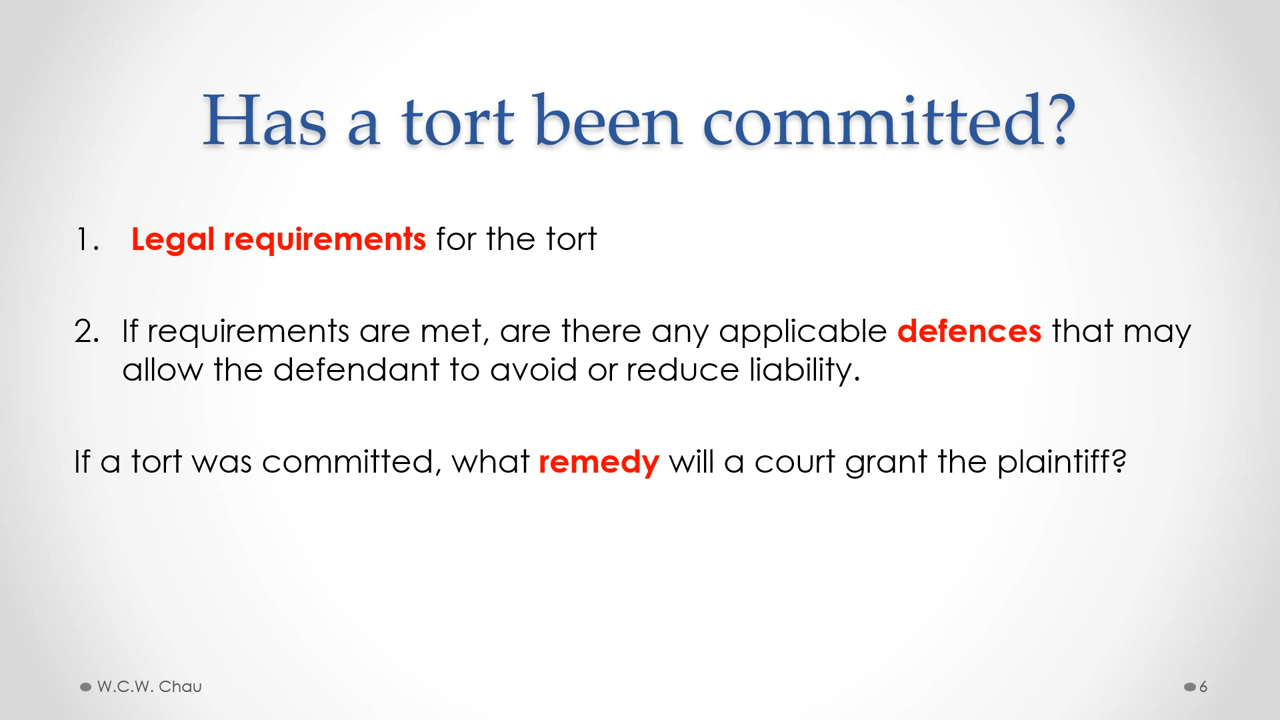 Has a tort been committed?
1. Legal requirements for the tort
2. If requirements are met, are there any applicable defences that may
allow the defendant to avoid or reduce liability.
If a tort was committed, what remedy will a court grant the plaintiff?
W.C.W. Chau
6